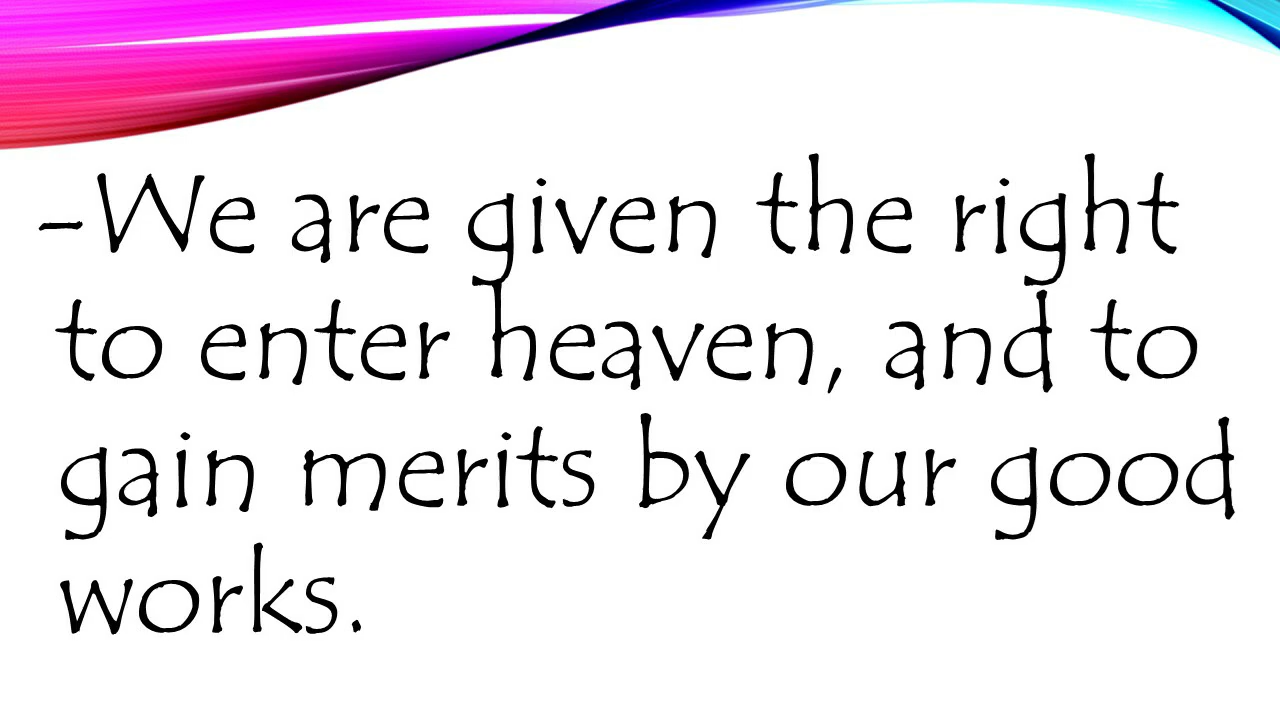 -We are given the right
to enter heaven, and to
gain merits by our good
works.